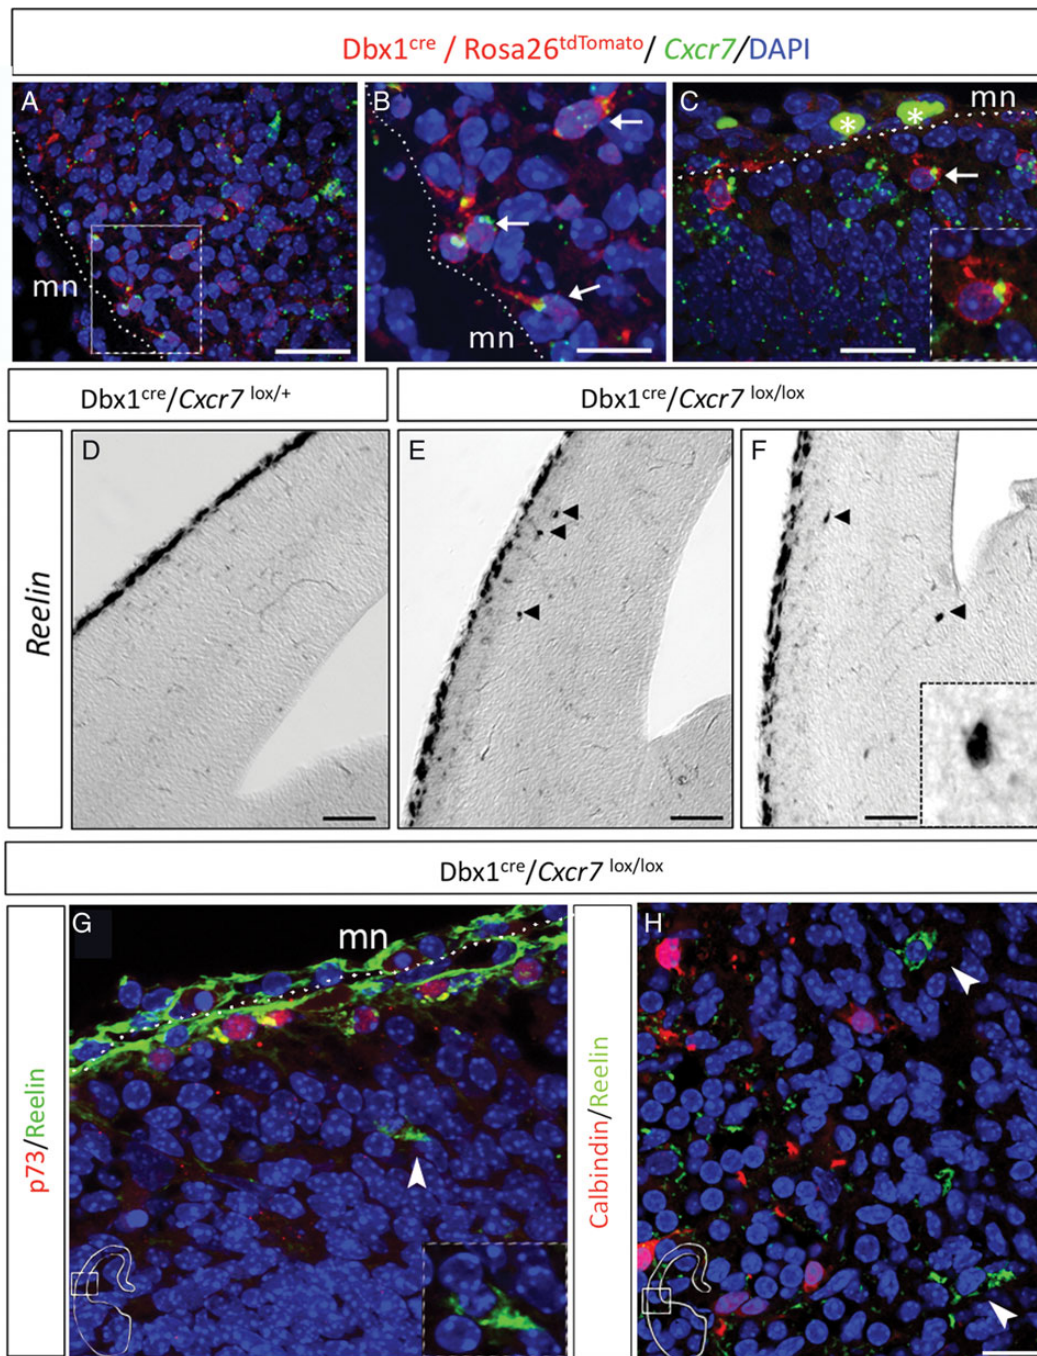 Dbx1cre / Rosa26tdTomato / Cxcr7/DAPI
A
mn
B
mn
C
mn
* *
Dbx1cre/Cxcr7 lox/+
Dbx1cre/Cxcr7 lox/lox
Reelin
D
E
F
Dbx1cre/Cxcr7 lox/lox
p73/Reelin
G
mn
Calbindin/Reelin
H